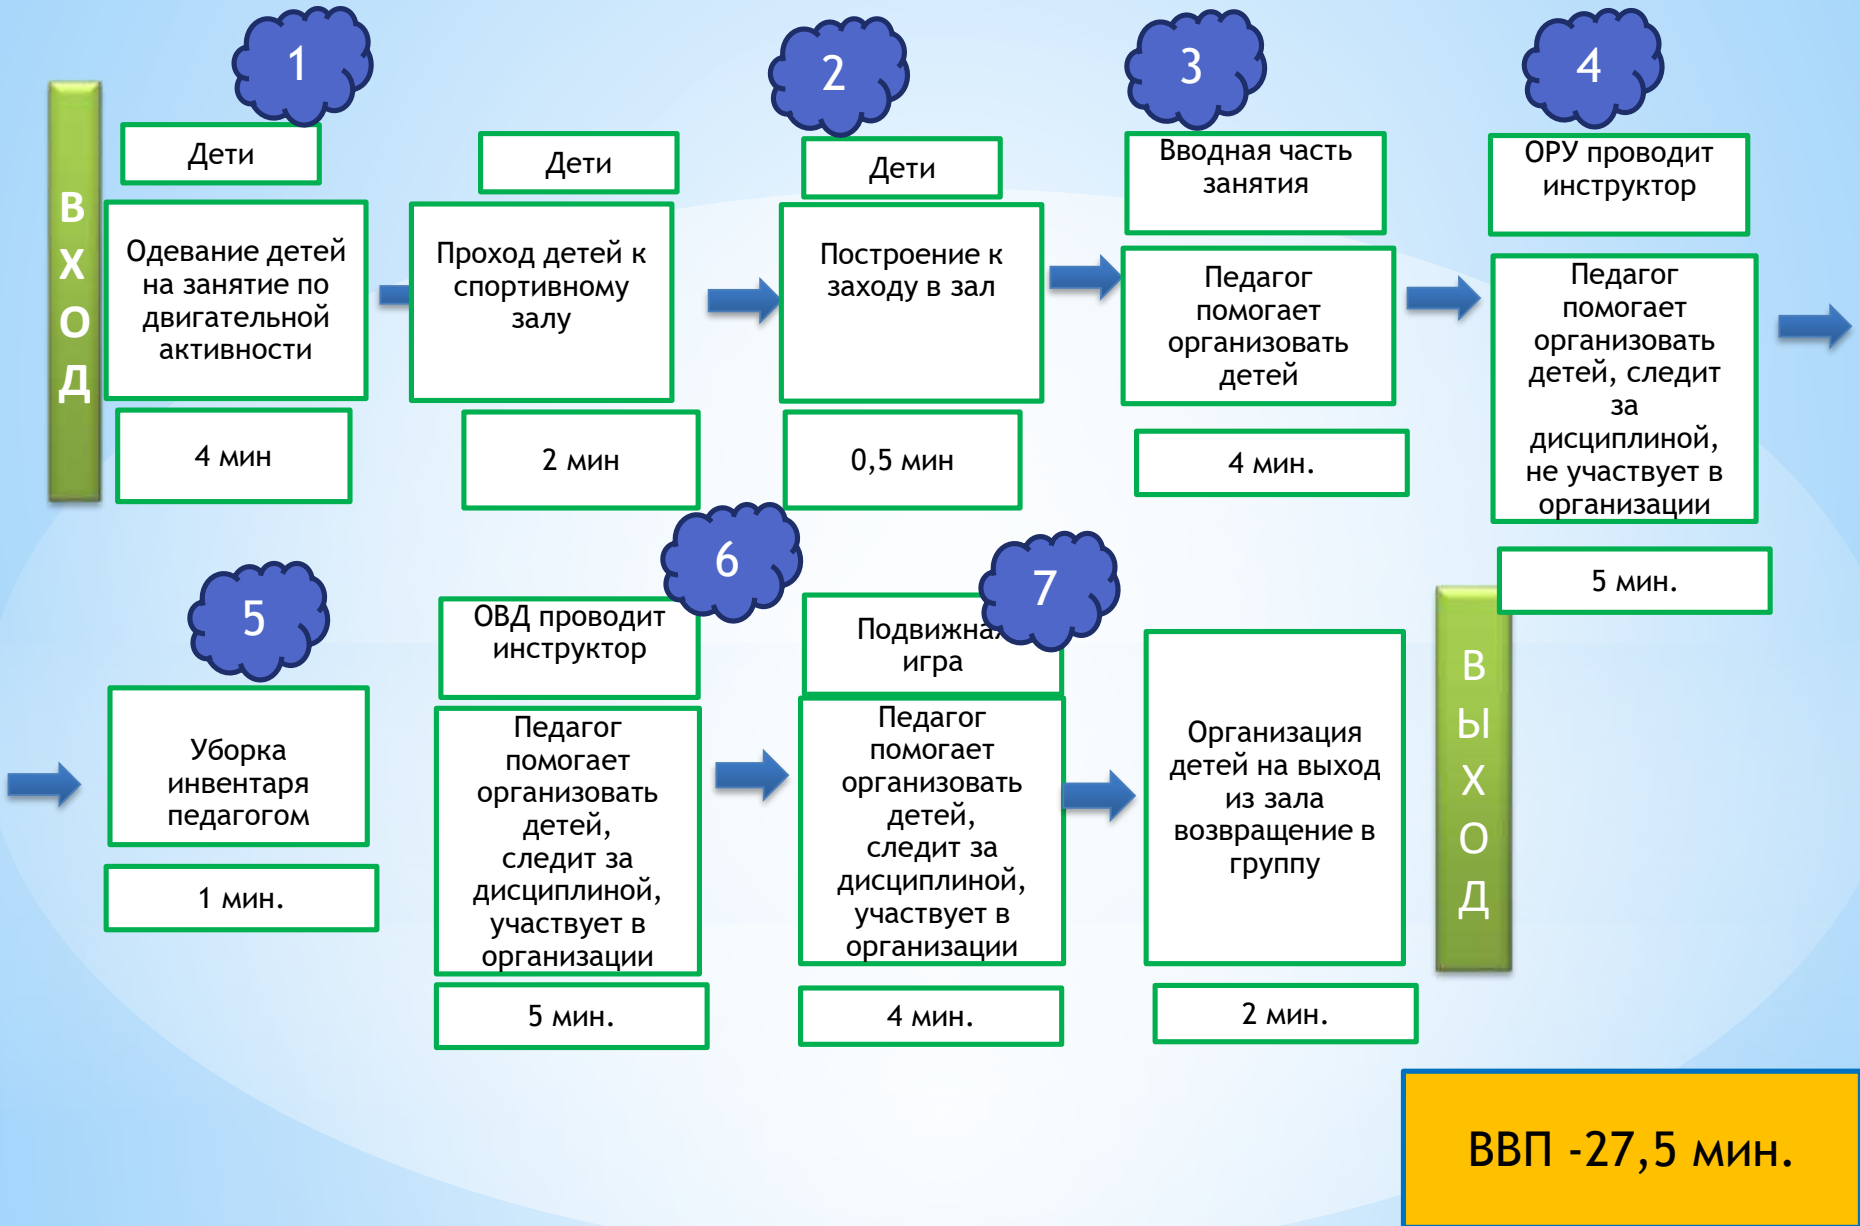 1
2
3
4
В
Х
О
Д
Дети
Одевание детей
на занятие по
двигательной
активности
4 мин
Дети
Проход детей к
спортивному
залу
2 мин
Дети
Построение к
заходу в зал
0,5 мин
Вводная часть
занятия
Педагог
помогает
организовать
детей
4 мин.
ОРУ проводит
инструктор
Педагог
помогает
организовать
детей, следит
за
дисциплиной,
не участвует в
организации
5 мин.
5
Уборка
инвентаря
педагогом
1 мин.
6
ОВД проводит
инструктор
Педагог
помогает
организовать
детей,
следит за
дисциплиной,
участвует в
организации
5 мин.
7
Подвижная
игра
Педагог
помогает
организовать
детей,
следит за
дисциплиной,
участвует в
организации
4 мин.
Организация
детей на выход
из зала
возвращение в
группу
2 мин.
В
Ы
Х
О
Д
ВВП -27,5 мин.